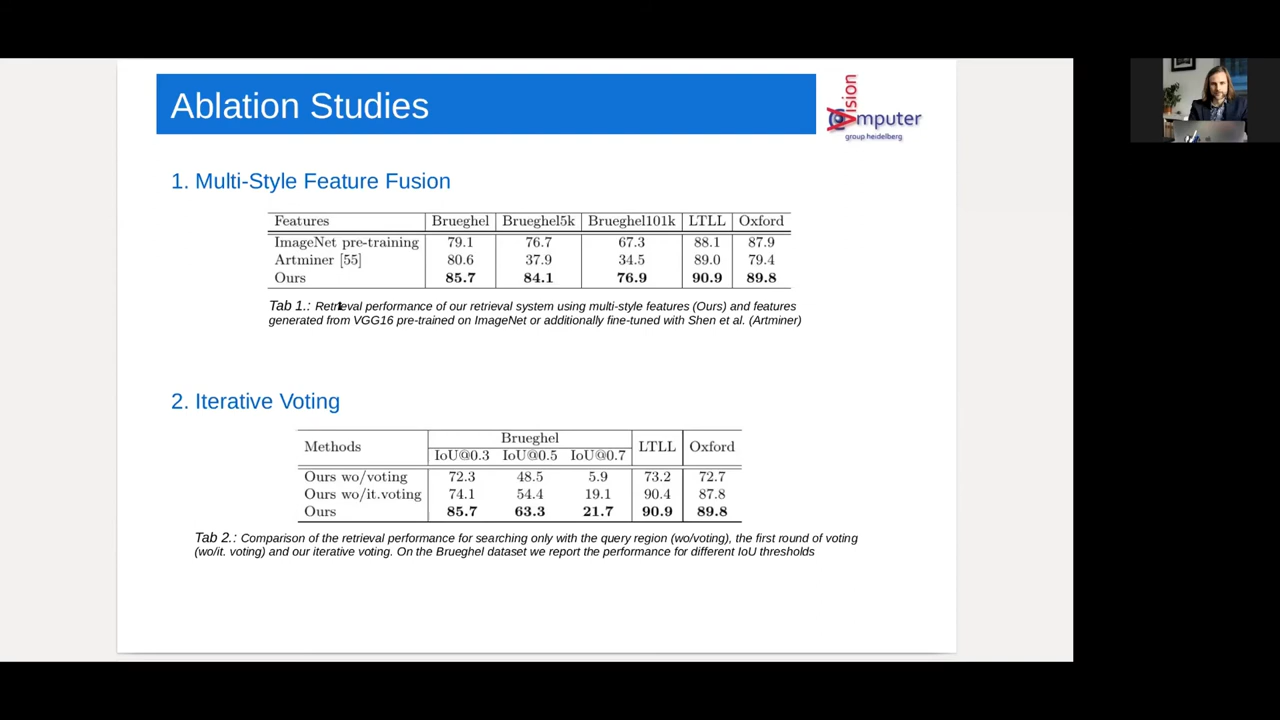 Ablation Studies
Vision
Computer
group heidelberg
1. Multi-Style Feature Fusion
Features Brueghel Brueghel5k Brueghel101k LTLL Oxford
ImageNet pre-training 79.1 76.7 67.3 88.1 87.9
Artminer [55] 80.6 37.9 34.5 89.0 79.4
Ours 85.7 84.1 76.9 90.9 89.8
Tab 1.: Retrieval performance of our retrieval system using multi-style features (Ours) and features
generated from VGG16 pre-trained on ImageNet or additionally fine-tuned with Shen et al. (Artminer)
2. Iterative Voting
Methods Brueghel LTLL Oxford
IoU@0.3 IoU@0.5 IoU@0.7
Ours wo/voting 72.3 48.5 5.9 73.2 72.7
Ours wo/it.voting 74.1 54.4 19.1 90.4 87.8
Ours 85.7 63.3 21.7 90.9 89.8
Tab 2.: Comparison of the retrieval performance for searching only with the query region (wo/voting), the first round of voting
(wo/it. voting) and our iterative voting. On the Brueghel dataset we report the performance for different IoU thresholds